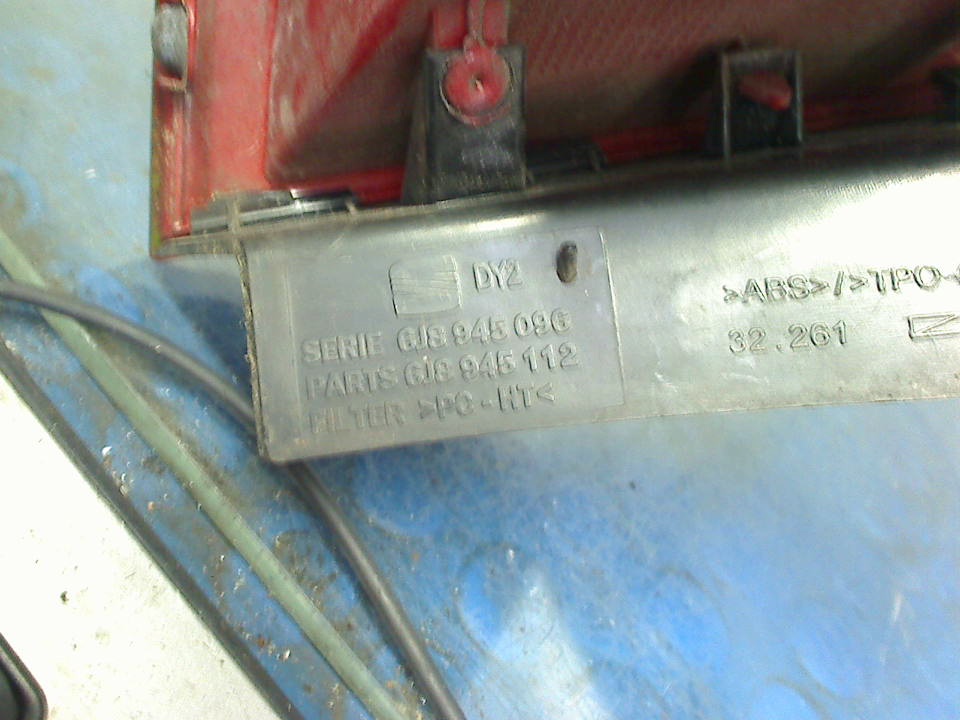 DY2
SERIE 6J8 945 096
PARTS 6J8 945 112
FILTER >PC - HT<
>ABS>/>TPO-
32.261